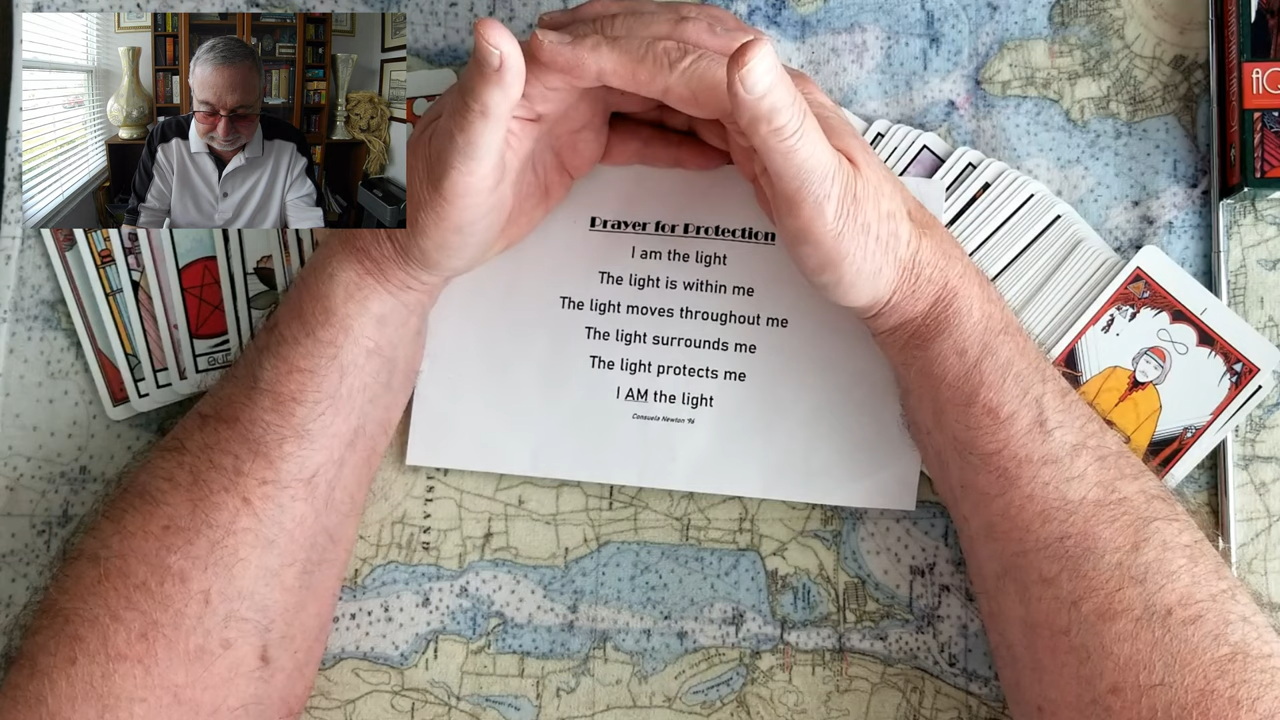 Prayer for Protection
I am the light
The light is within me
The light moves throughout me
The light surrounds me
The light protects me
I AM the light
Consuela Newton '96
ISLAND